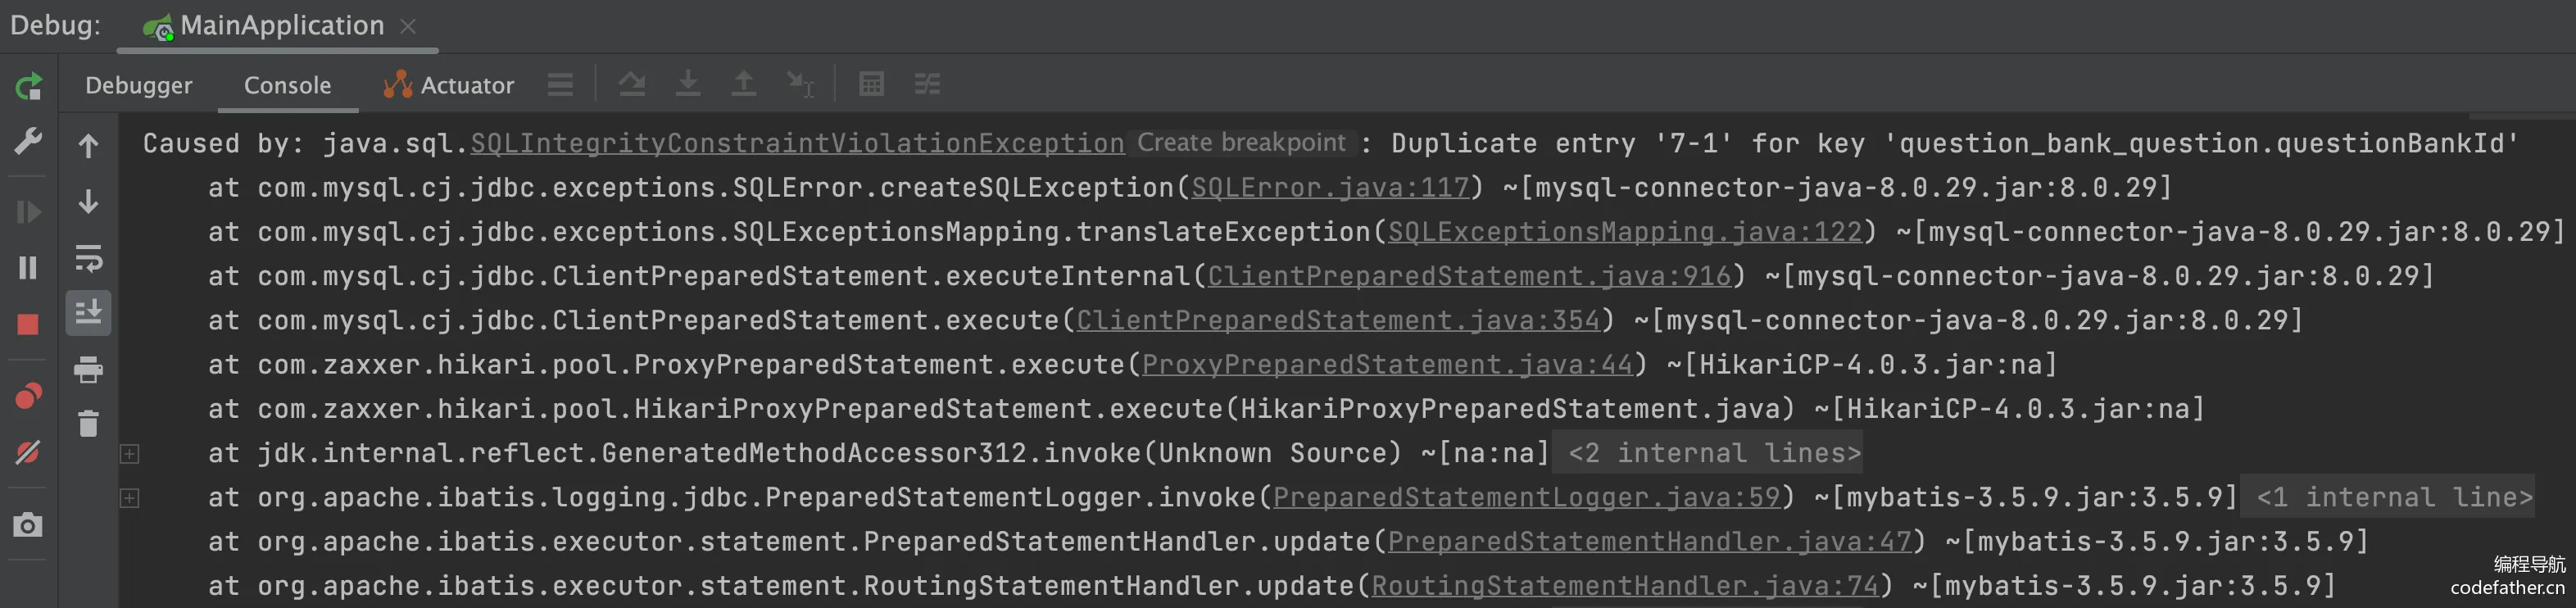 Debug: MainApplication
Debugger Console Actuator
Caused by: java.sql.SQLIntegrityConstraintViolationException Create breakpoint : Duplicate entry '7-1' for key 'question_bank_question.questionBankId'
at com.mysql.cj.jdbc.exceptions.SQLError.createSQLException(SQLError.java:117) ~[mysql-connector-java-8.0.29.jar:8.0.29]
at com.mysql.cj.jdbc.exceptions.SQLExceptionsMapping.translateException(SQLExceptionsMapping.java:122) ~[mysql-connector-java-8.0.29.jar:8.0.29]
at com.mysql.cj.jdbc.ClientPreparedStatement.executeInternal(ClientPreparedStatement.java:916) ~[mysql-connector-java-8.0.29.jar:8.0.29]
at com.mysql.cj.jdbc.ClientPreparedStatement.execute(ClientPreparedStatement.java:354) ~[mysql-connector-java-8.0.29.jar:8.0.29]
at com.zaxxer.hikari.pool.ProxyPreparedStatement.execute(ProxyPreparedStatement.java:44) ~[HikariCP-4.0.3.jar:na]
at com.zaxxer.hikari.pool.HikariProxyPreparedStatement.execute(HikariProxyPreparedStatement.java) ~[HikariCP-4.0.3.jar:na]
at jdk.internal.reflect.GeneratedMethodAccessor312.invoke(Unknown Source) ~[na:na] <2 internal lines>
at org.apache.ibatis.logging.jdbc.PreparedStatementLogger.invoke(PreparedStatementLogger.java:59) ~[mybatis-3.5.9.jar:3.5.9] <1 internal line>
at org.apache.ibatis.executor.statement.PreparedStatementHandler.update(PreparedStatementHandler.java:47) ~[mybatis-3.5.9.jar:3.5.9]
at org.apache.ibatis.executor.statement.RoutingStatementHandler.update(RoutingStatementHandler.java:74) ~[mybatis-3.5.9.jar:3.5.9]
编程导航
codefather.cn